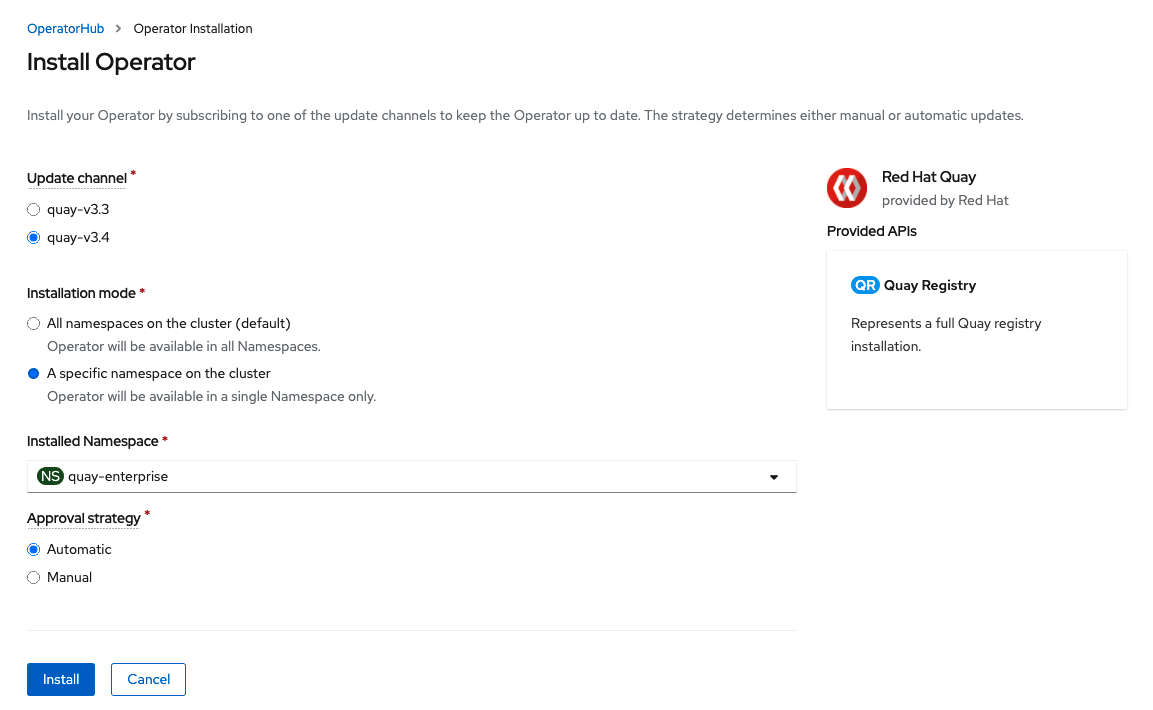 OperatorHub > Operator Installation
Install Operator
Install your Operator by subscribing to one of the update channels to keep the Operator up to date. The strategy determines either manual or automatic updates.
Update channel *
quay-v3.3
quay-v3.4
Installation mode *
All namespaces on the cluster (default)
Operator will be available in all Namespaces.
A specific namespace on the cluster
Operator will be available in a single Namespace only.
Installed Namespace *
NS quay-enterprise
Approval strategy *
Automatic
Manual
Install Cancel
Red Hat Quay
provided by Red Hat
Provided APIs
QR Quay Registry
Represents a full Quay registry
installation.